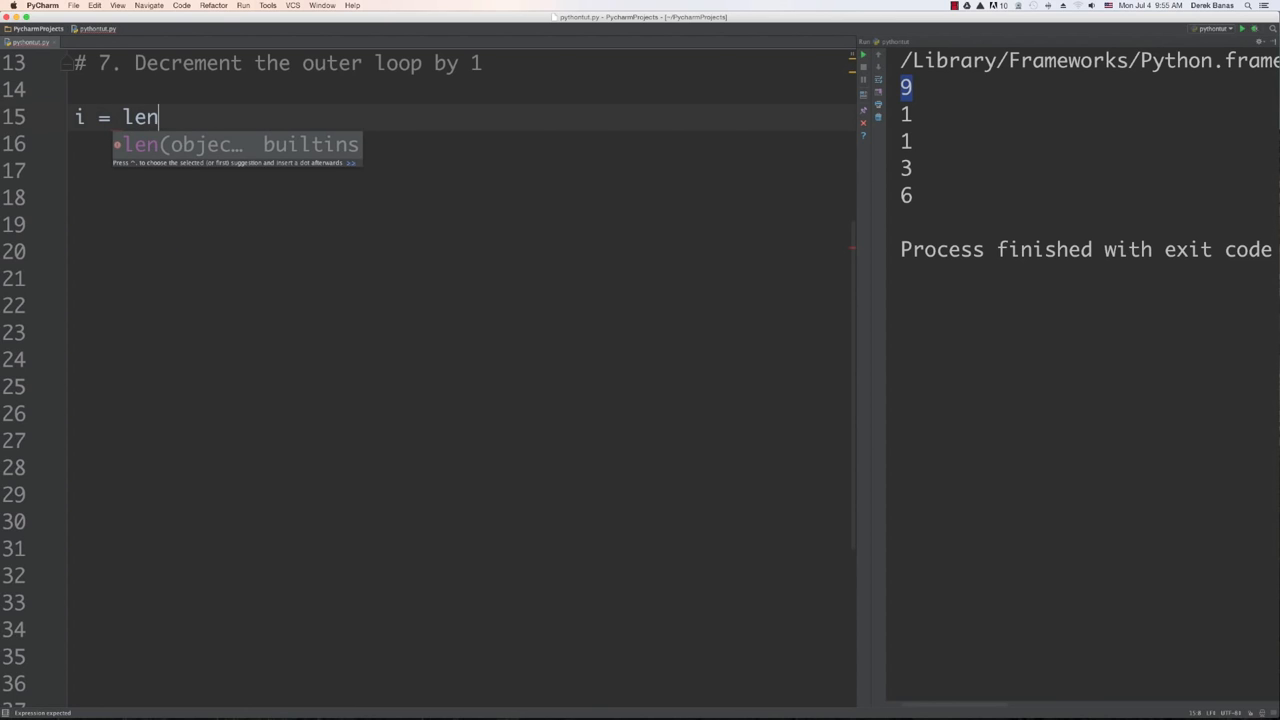 PyCharm File Edit View Navigate Code Refactor Run Tools VCS Window Help
10 Mon Jul 4 9:55 AM Derek Banas
pythontut.py - PycharmProjects - [~/PycharmProjects]
PycharmProjects pythontut.py
pythontut
pythontut.py
Run: pythontut
13 # 7. Decrement the outer loop by 1
14
15 i = len
len(objec… builtins
Press ^. to choose the selected (or first) suggestion and insert a dot afterwards >>
16
17
18
19
20
21
22
23
24
25
26
27
28
29
30
31
32
33
34
35
36
37
/Library/Frameworks/Python.frame
9
1
1
3
6
Process finished with exit code
Expression expected
15:8 LF‡ UTF-8‡